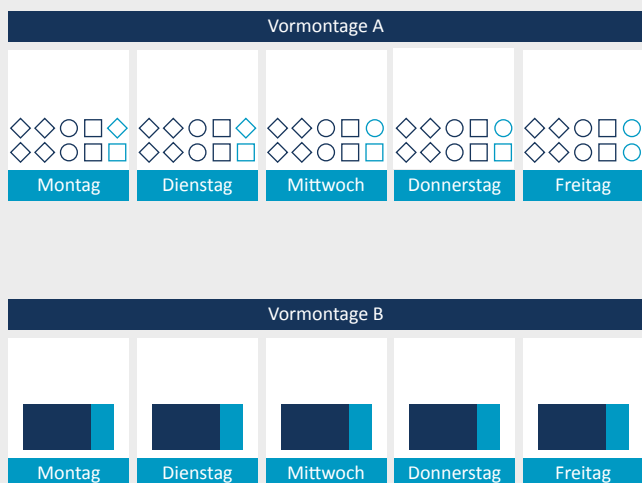 Vormontage A
Montag Dienstag Mittwoch Donnerstag Freitag
Vormontage B
Montag Dienstag Mittwoch Donnerstag Freitag